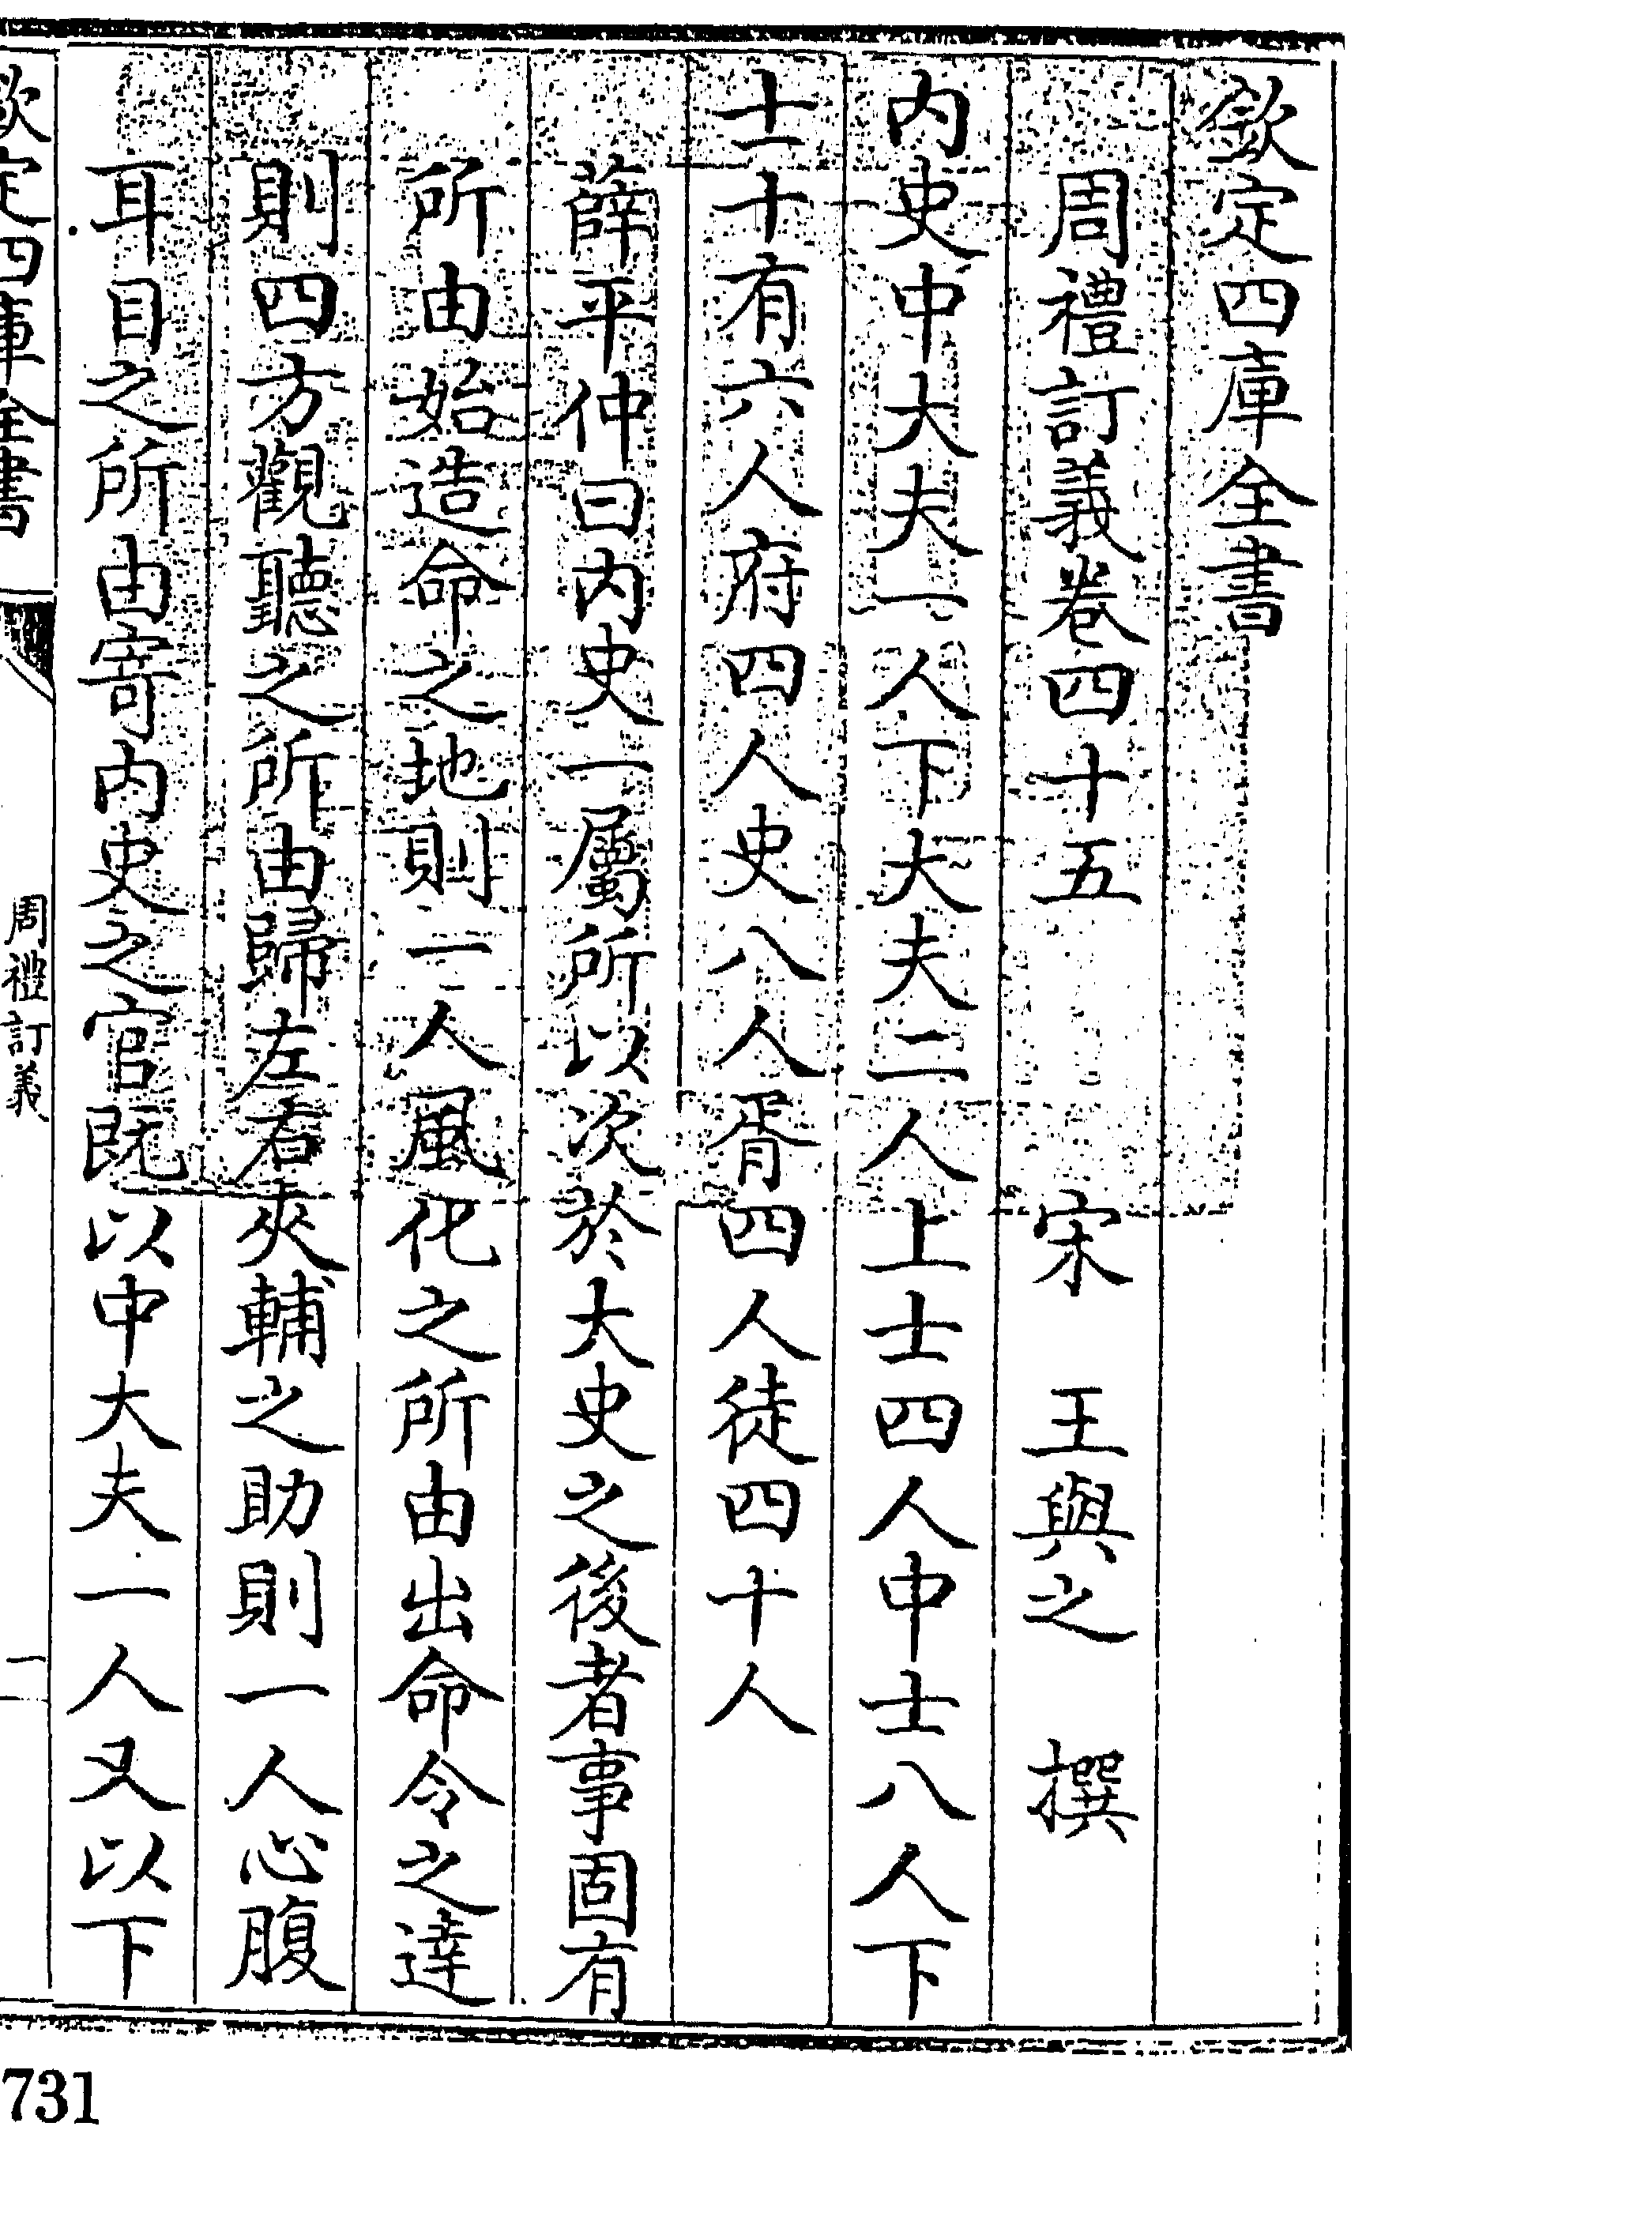 欽定四庫全書
周禮訂義卷四十五　宋　王與之　撰
内史中大夫一人下大夫二人上士四人中士八人下
士十有六人府四人史八人胥四人徒四十人
薛平仲曰内史一屬所以次於大史之後者事固有
所由始造命之地則一人風化之所由出命令之達
則四方觀聽之所由歸左右夾輔之助則一人心腹
耳目之所由寄内史之官既以中大夫一人又以下
欽定四庫全書
周禮訂義
一
731